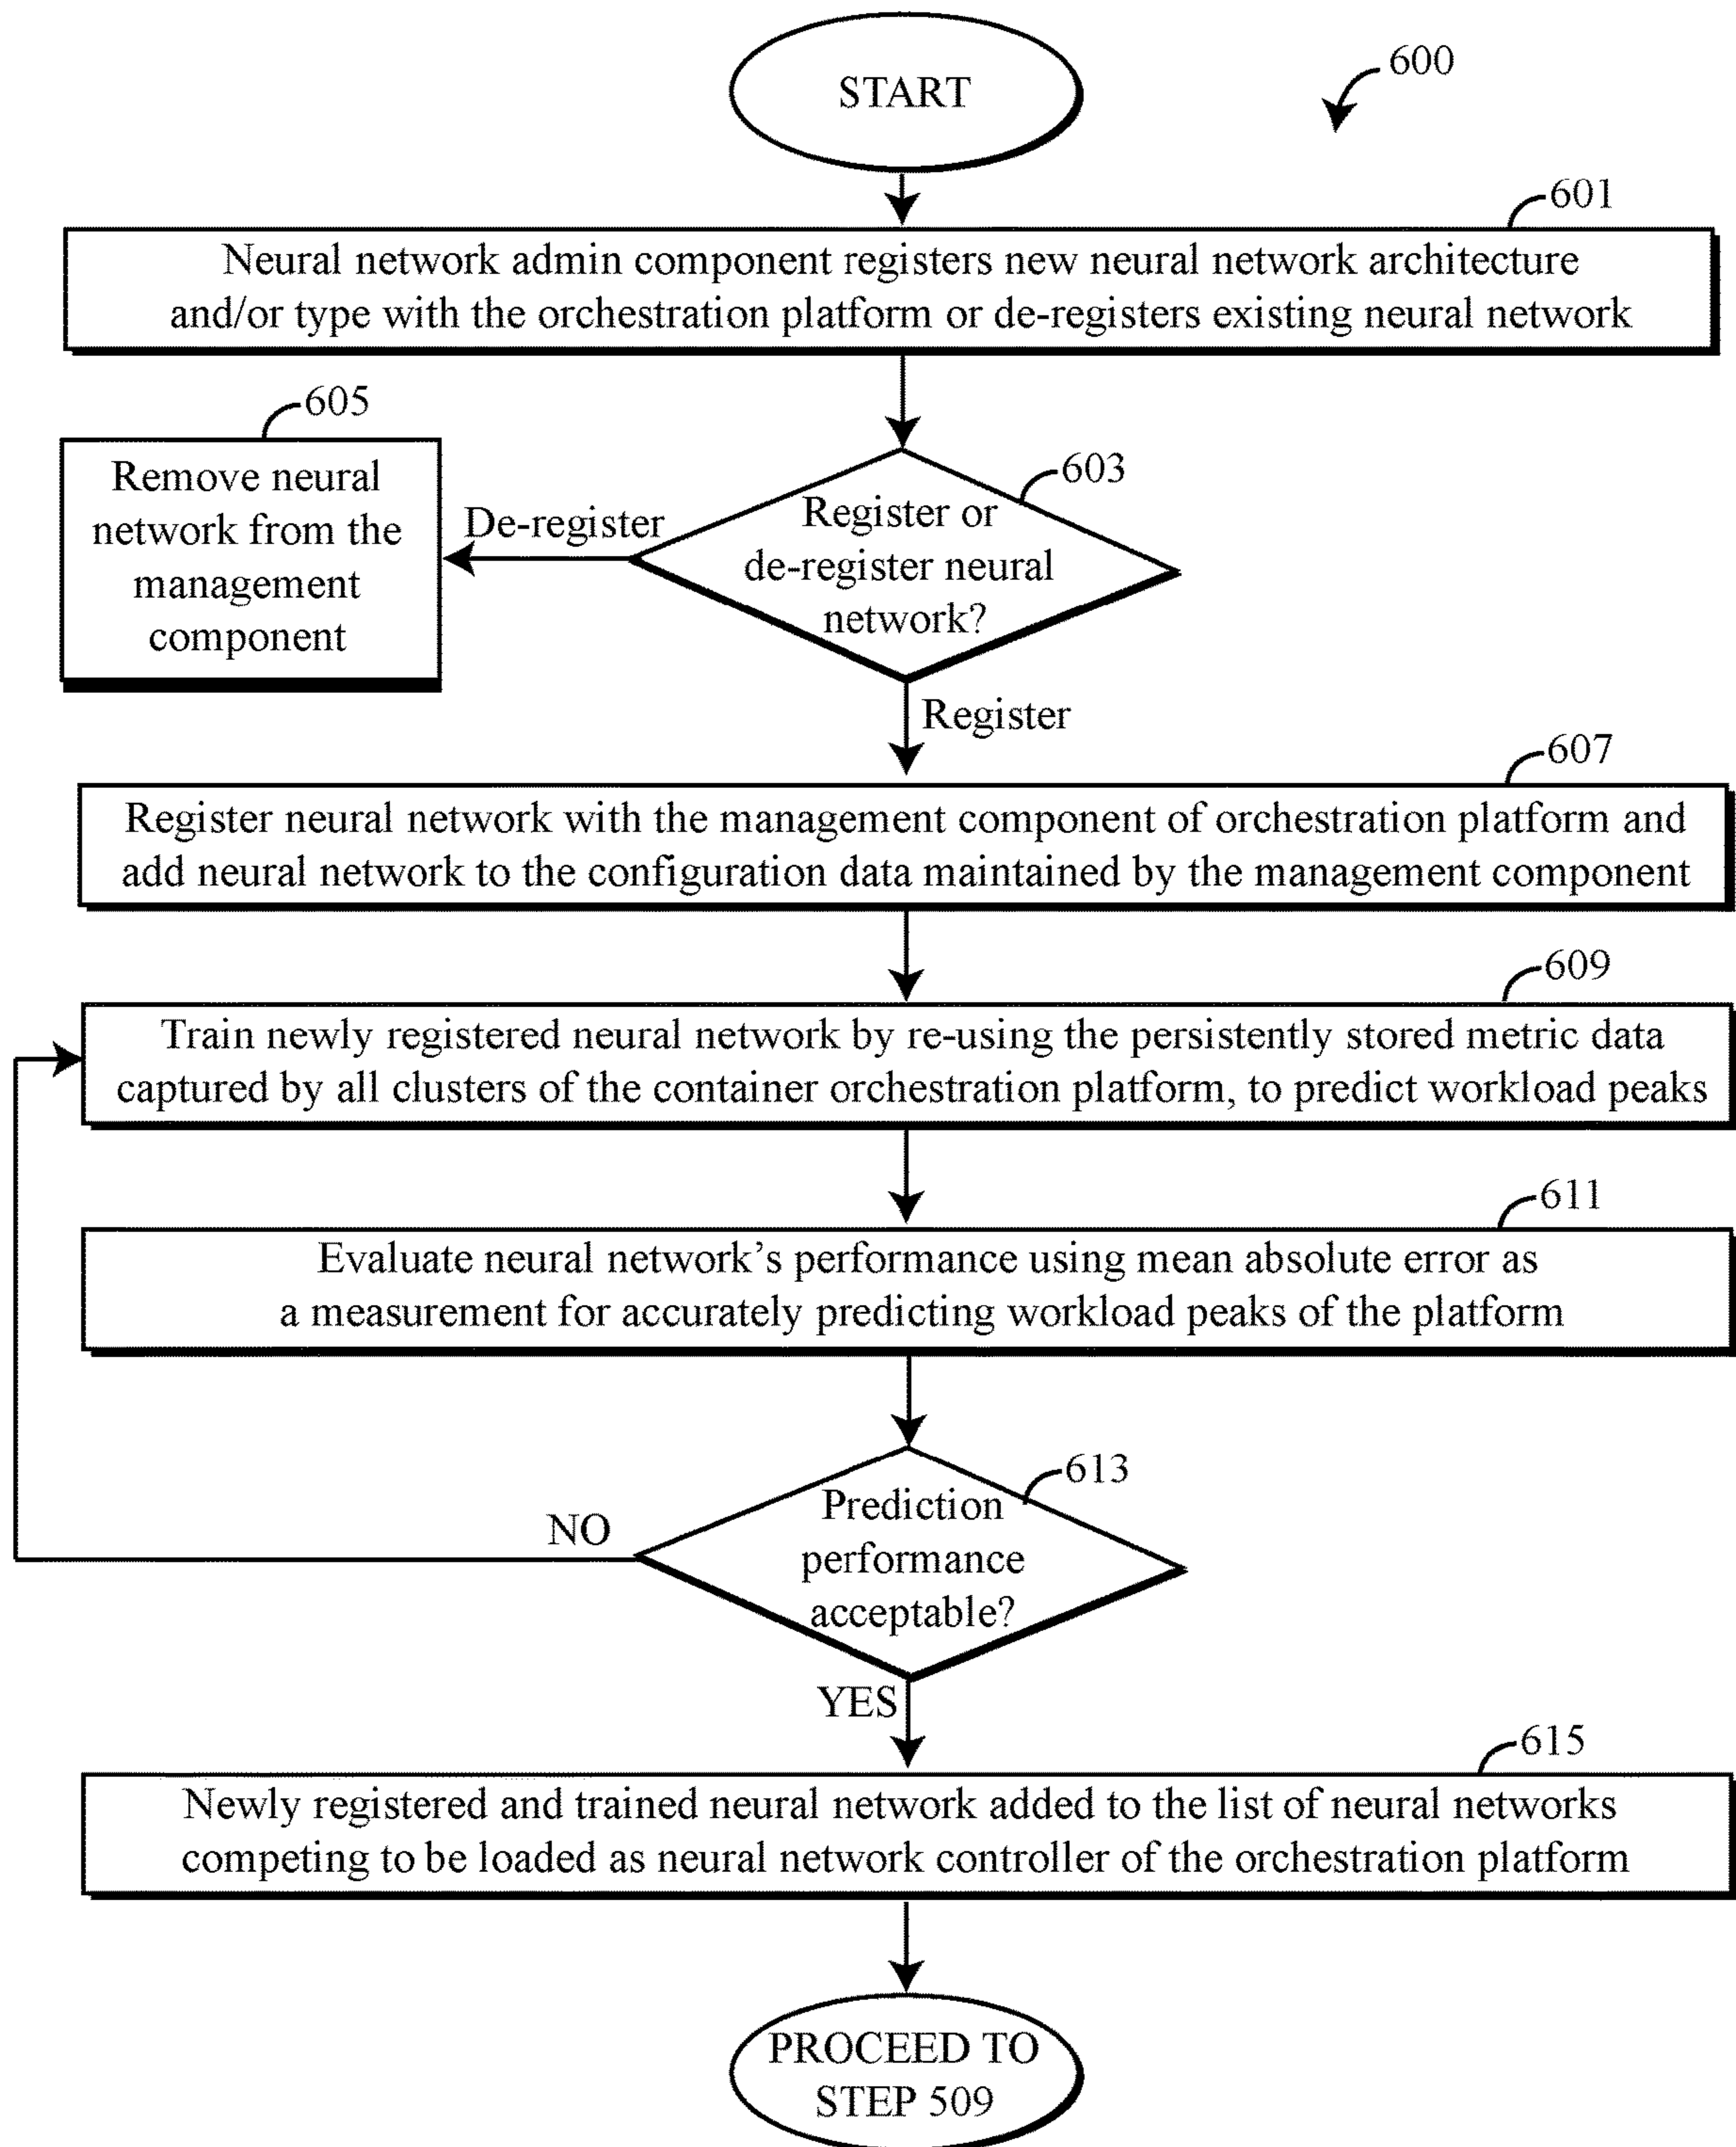 START
600
601
Neural network admin component registers new neural network architecture
and/or type with the orchestration platform or de-registers existing neural network
605
Remove neural
network from the
management
component
De-register
603
Register or
de-register neural
network?
Register
607
Register neural network with the management component of orchestration platform and
add neural network to the configuration data maintained by the management component
609
Train newly registered neural network by re-using the persistently stored metric data
captured by all clusters of the container orchestration platform, to predict workload peaks
611
Evaluate neural network’s performance using mean absolute error as
a measurement for accurately predicting workload peaks of the platform
613
Prediction
performance
acceptable?
NO
YES
615
Newly registered and trained neural network added to the list of neural networks
competing to be loaded as neural network controller of the orchestration platform
PROCEED TO
STEP 509